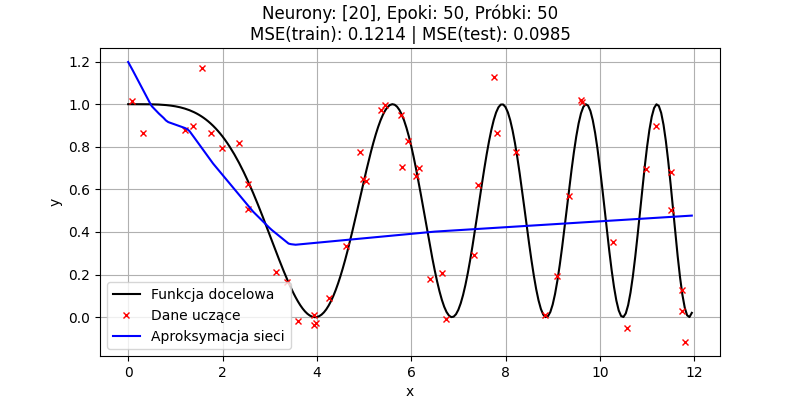 Neurony: [20], Epoki: 50, Próbki: 50
MSE(train): 0.1214 | MSE(test): 0.0985
1.2
1.0
0.8
0.6
0.4
0.2
0.0
y
Funkcja docelowa
Dane uczące
Aproksymacja sieci
0 2 4 6 8 10 12
x